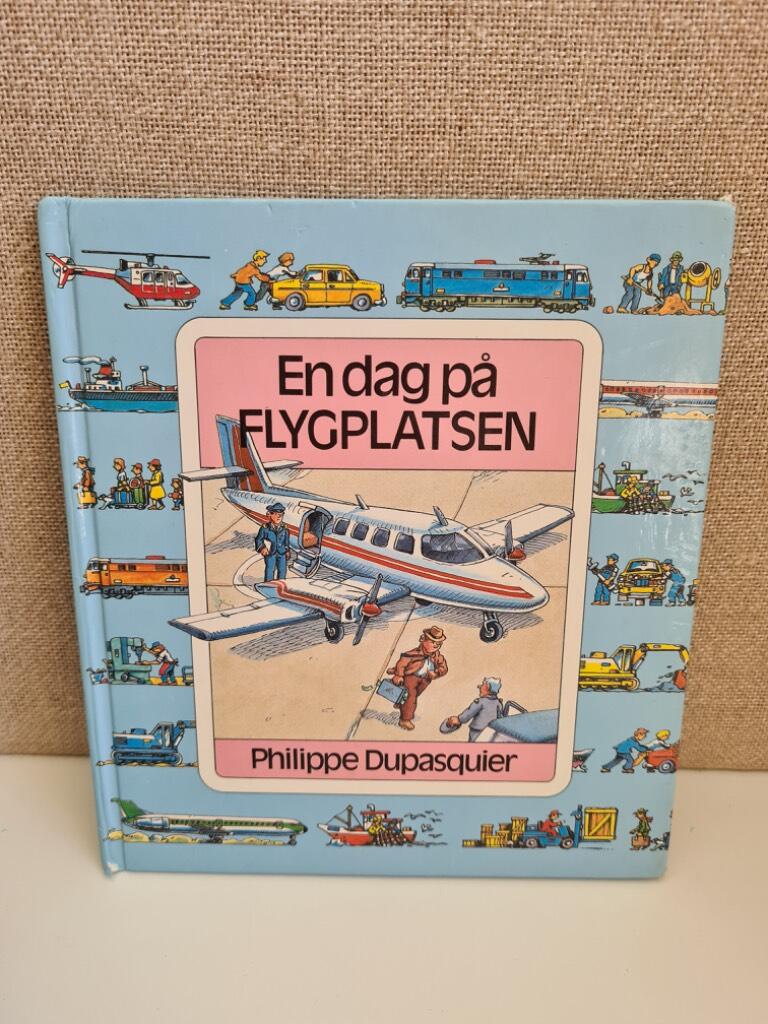 En dag på
FLYGPLATSEN
Philippe Dupasquier